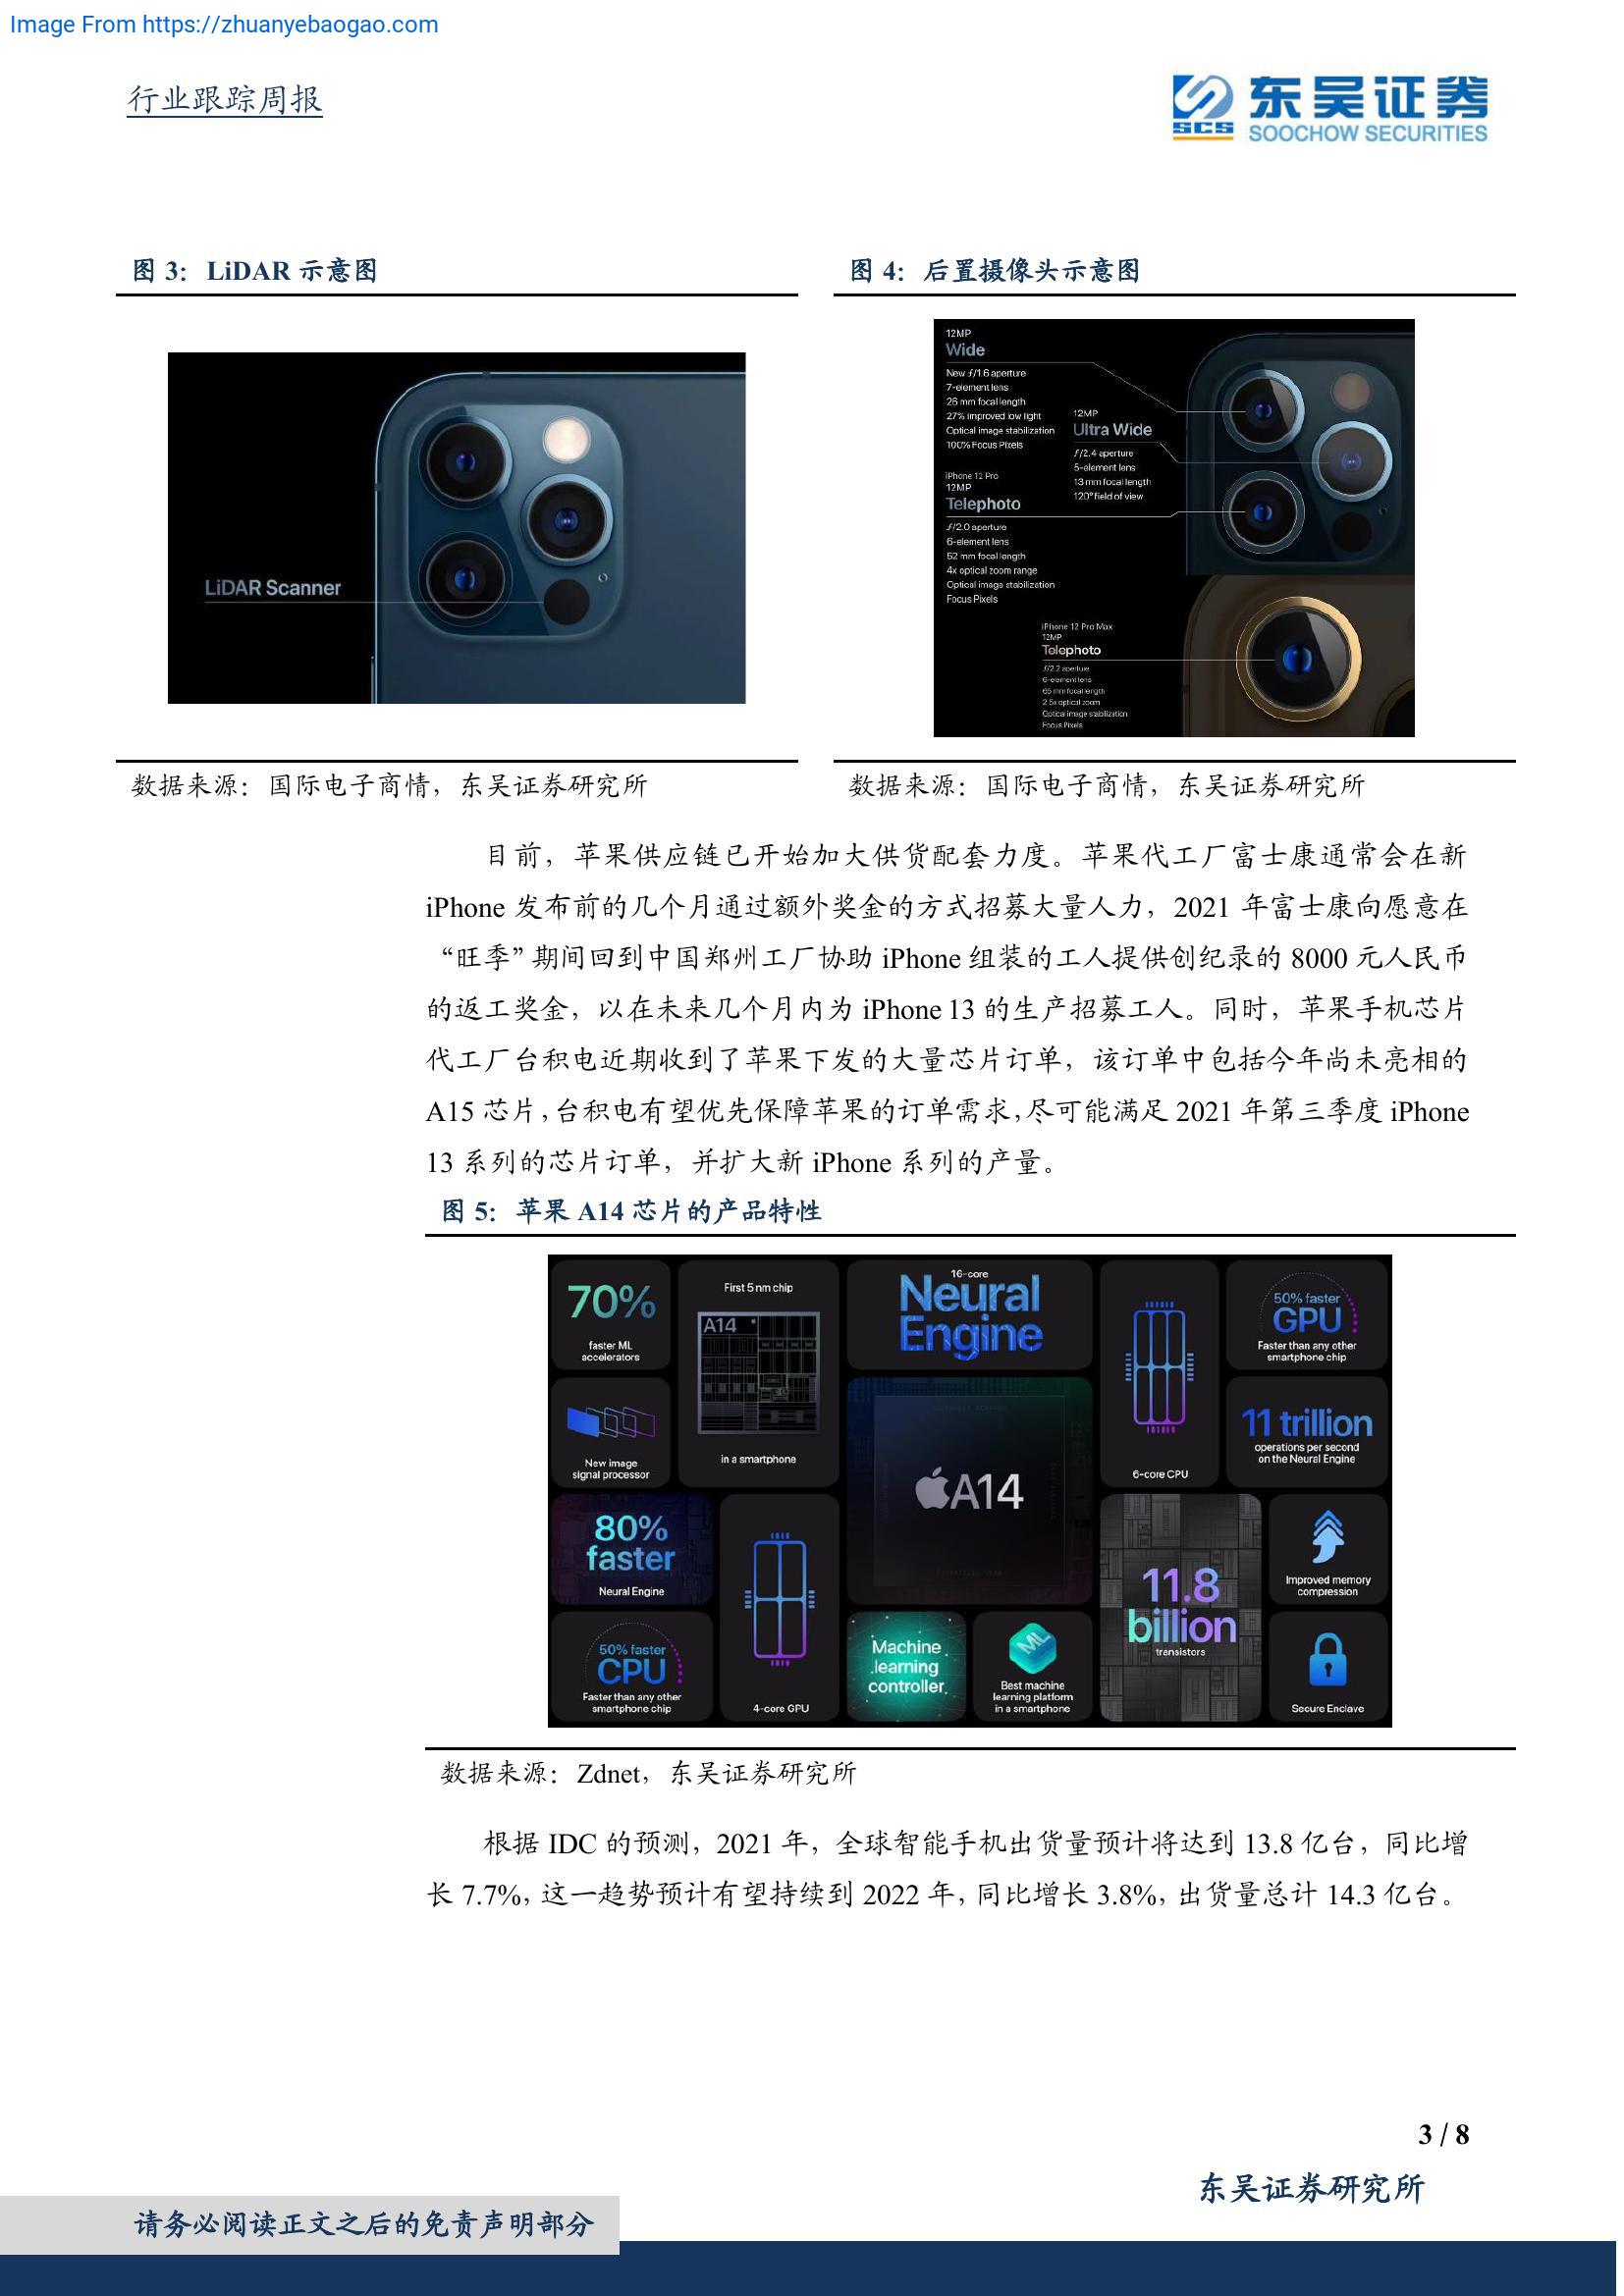 Image From https://zhuanyebaogao.com
行业跟踪周报
SCS
东吴证券
SOOCHOW SECURITIES
图 3：LiDAR 示意图
LiDAR Scanner
数据来源：国际电子商情，东吴证券研究所
图 4：后置摄像头示意图
12MP
Wide
New ƒ/1.6 aperture
7-element lens
26 mm focal length
27% improved low light
Optical image stabilization
100% Focus Pixels
12MP
Ultra Wide
ƒ/2.4 aperture
5-element lens
13 mm focal length
120° field of view
iPhone 12 Pro
12MP
Telephoto
ƒ/2.0 aperture
6-element lens
52 mm focal length
4x optical zoom range
Optical image stabilization
Focus Pixels
iPhone 12 Pro Max
12MP
Telephoto
ƒ/2.2 aperture
6-element lens
65 mm focal length
2.5x optical zoom
Optical image stabilization
Focus Pixels
数据来源：国际电子商情，东吴证券研究所
目前，苹果供应链已开始加大供货配套力度。苹果代工厂富士康通常会在新
iPhone 发布前的几个月通过额外奖金的方式招募大量人力，2021 年富士康向愿意在
“旺季”期间回到中国郑州工厂协助 iPhone 组装的工人提供创纪录的 8000 元人民币
的返工奖金，以在未来几个月内为 iPhone 13 的生产招募工人。同时，苹果手机芯片
代工厂台积电近期收到了苹果下发的大量芯片订单，该订单中包括今年尚未亮相的
A15 芯片，台积电有望优先保障苹果的订单需求，尽可能满足 2021 年第三季度 iPhone
13 系列的芯片订单，并扩大新 iPhone 系列的产量。
图 5：苹果 A14 芯片的产品特性
70%
faster ML
accelerators
First 5 nm chip
A14
in a smartphone
16-core
Neural
Engine
6-core CPU
50% faster
GPU
Faster than any other
smartphone chip
New image
signal processor
A14
11 trillion
operations per second
on the Neural Engine
80%
faster
Neural Engine
4-core GPU
11.8
billion
transistors
Improved memory
compression
50% faster
CPU
Faster than any other
smartphone chip
Machine
learning
controller
ML
Best machine
learning platform
in a smartphone
Secure Enclave
数据来源：Zdnet，东吴证券研究所
根据 IDC 的预测，2021 年，全球智能手机出货量预计将达到 13.8 亿台，同比增
长 7.7%，这一趋势预计有望持续到 2022 年，同比增长 3.8%，出货量总计 14.3 亿台。
3 / 8
东吴证券研究所
请务必阅读正文之后的免责声明部分